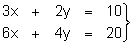 3x + 2y = 10
6x + 4y = 20}